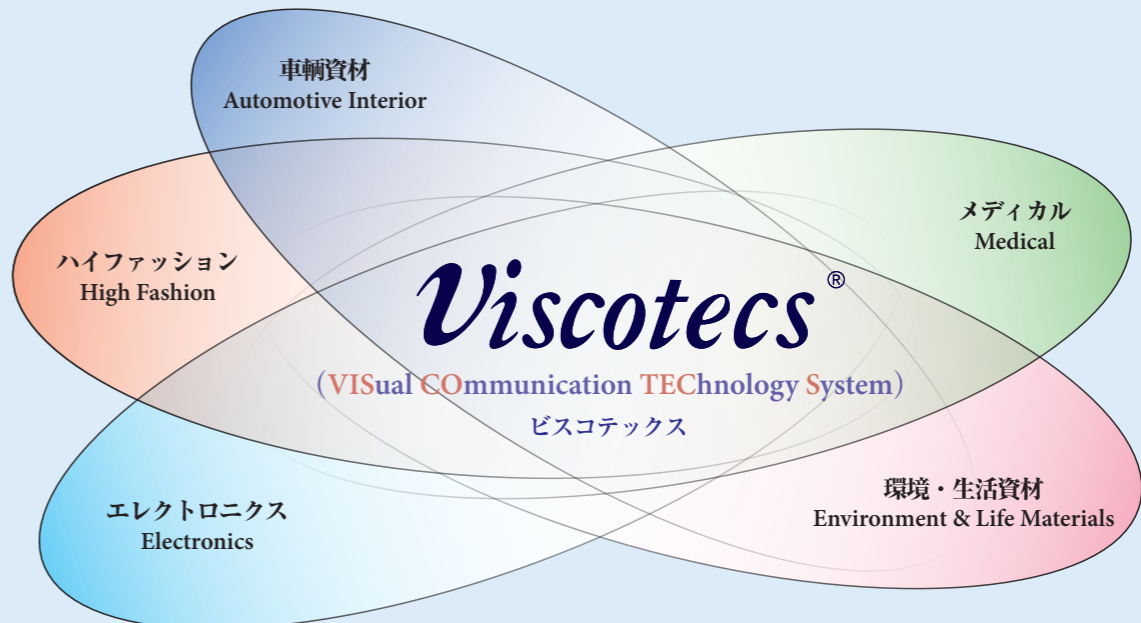 車輌資材
Automotive Interior
メディカル
Medical
ハイファッション
High Fashion
Viscotecs®
（VISual COmmunication TEChnology System）
ビスコテックス
環境・生活資材
Environment & Life Materials
エレクトロニクス
Electronics